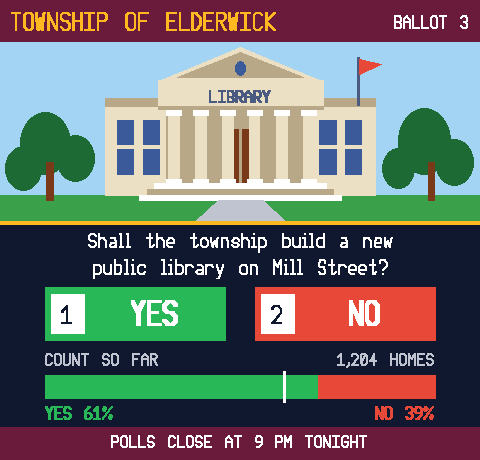 TOWNSHIP OF ELDERWICK
BALLOT 3
LIBRARY
Shall the township build a new
public library on Mill Street?
1 YES
2 NO
COUNT SO FAR
1,204 HOMES
YES 61%
NO 39%
POLLS CLOSE AT 9 PM TONIGHT